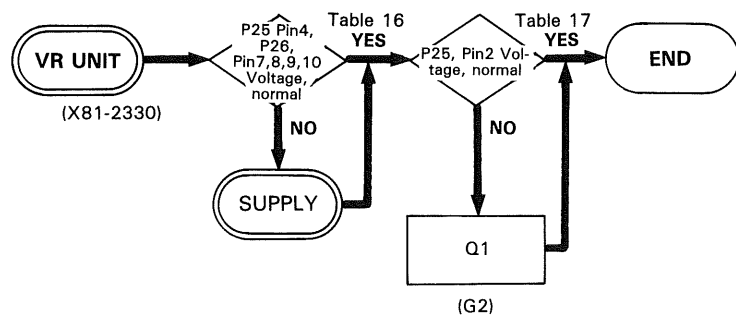 VR UNIT
(X81-2330)
P25 Pin4,
P26,
Pin7,8,9,10
Voltage,
normal
Table 16
YES
NO
SUPPLY
P25, Pin2 Vol-
tage, normal
Table 17
YES
NO
Q1
(G2)
END